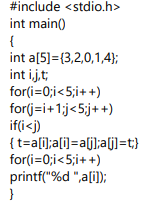 #include <stdio.h>
int main()
{
int a[5]={3,2,0,1,4};
int i,j,t;
for(i=0;i<5;i++)
for(j=i+1;j<5;j++)
if(i<j)
{ t=a[i];a[i]=a[j];a[j]=t;}
for(i=0;i<5;i++)
printf("%d ",a[i]);
}